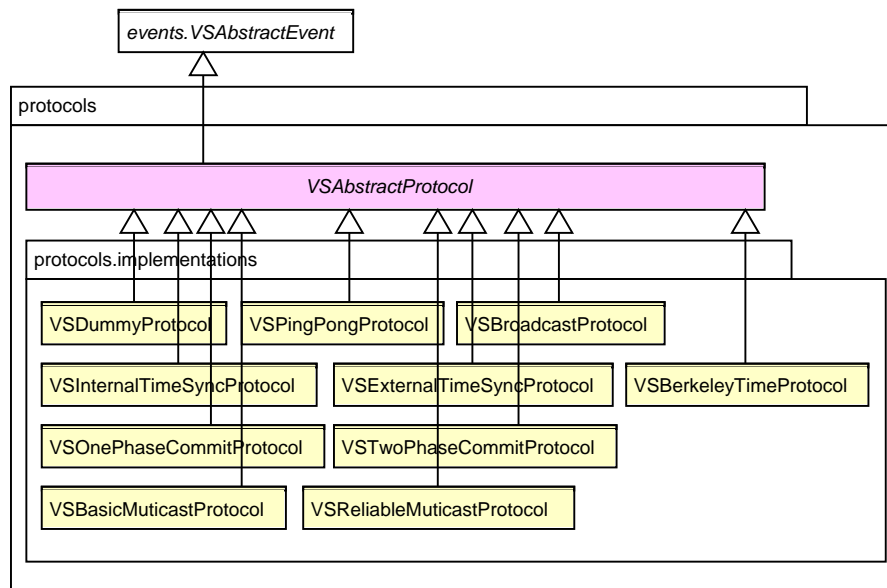 events.VSAbstractEvent
protocols
VSAbstractProtocol
protocols.implementations
VSDummyProtocol
VSPingPongProtocol
VSBroadcastProtocol
VSInternalTimeSyncProtocol
VSExternalTimeSyncProtocol
VSBerkeleyTimeProtocol
VSOnePhaseCommitProtocol
VSTwoPhaseCommitProtocol
VSBasicMuticastProtocol
VSReliableMuticastProtocol